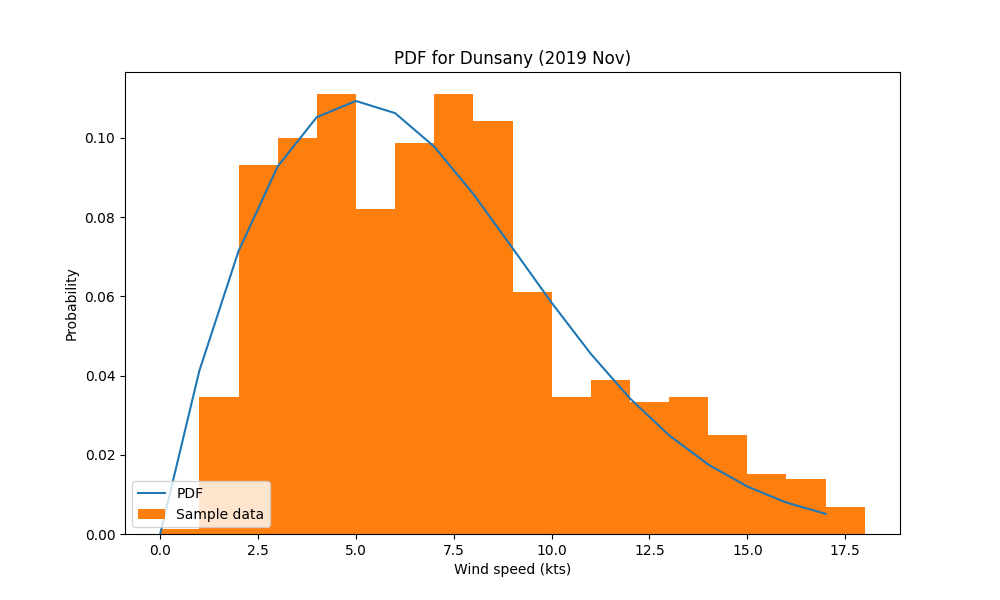 PDF for Dunsany (2019 Nov)
Probability
0.10
0.08
0.06
0.04
0.02
0.00
PDF
Sample data
0.0 2.5 5.0 7.5 10.0 12.5 15.0 17.5
Wind speed (kts)